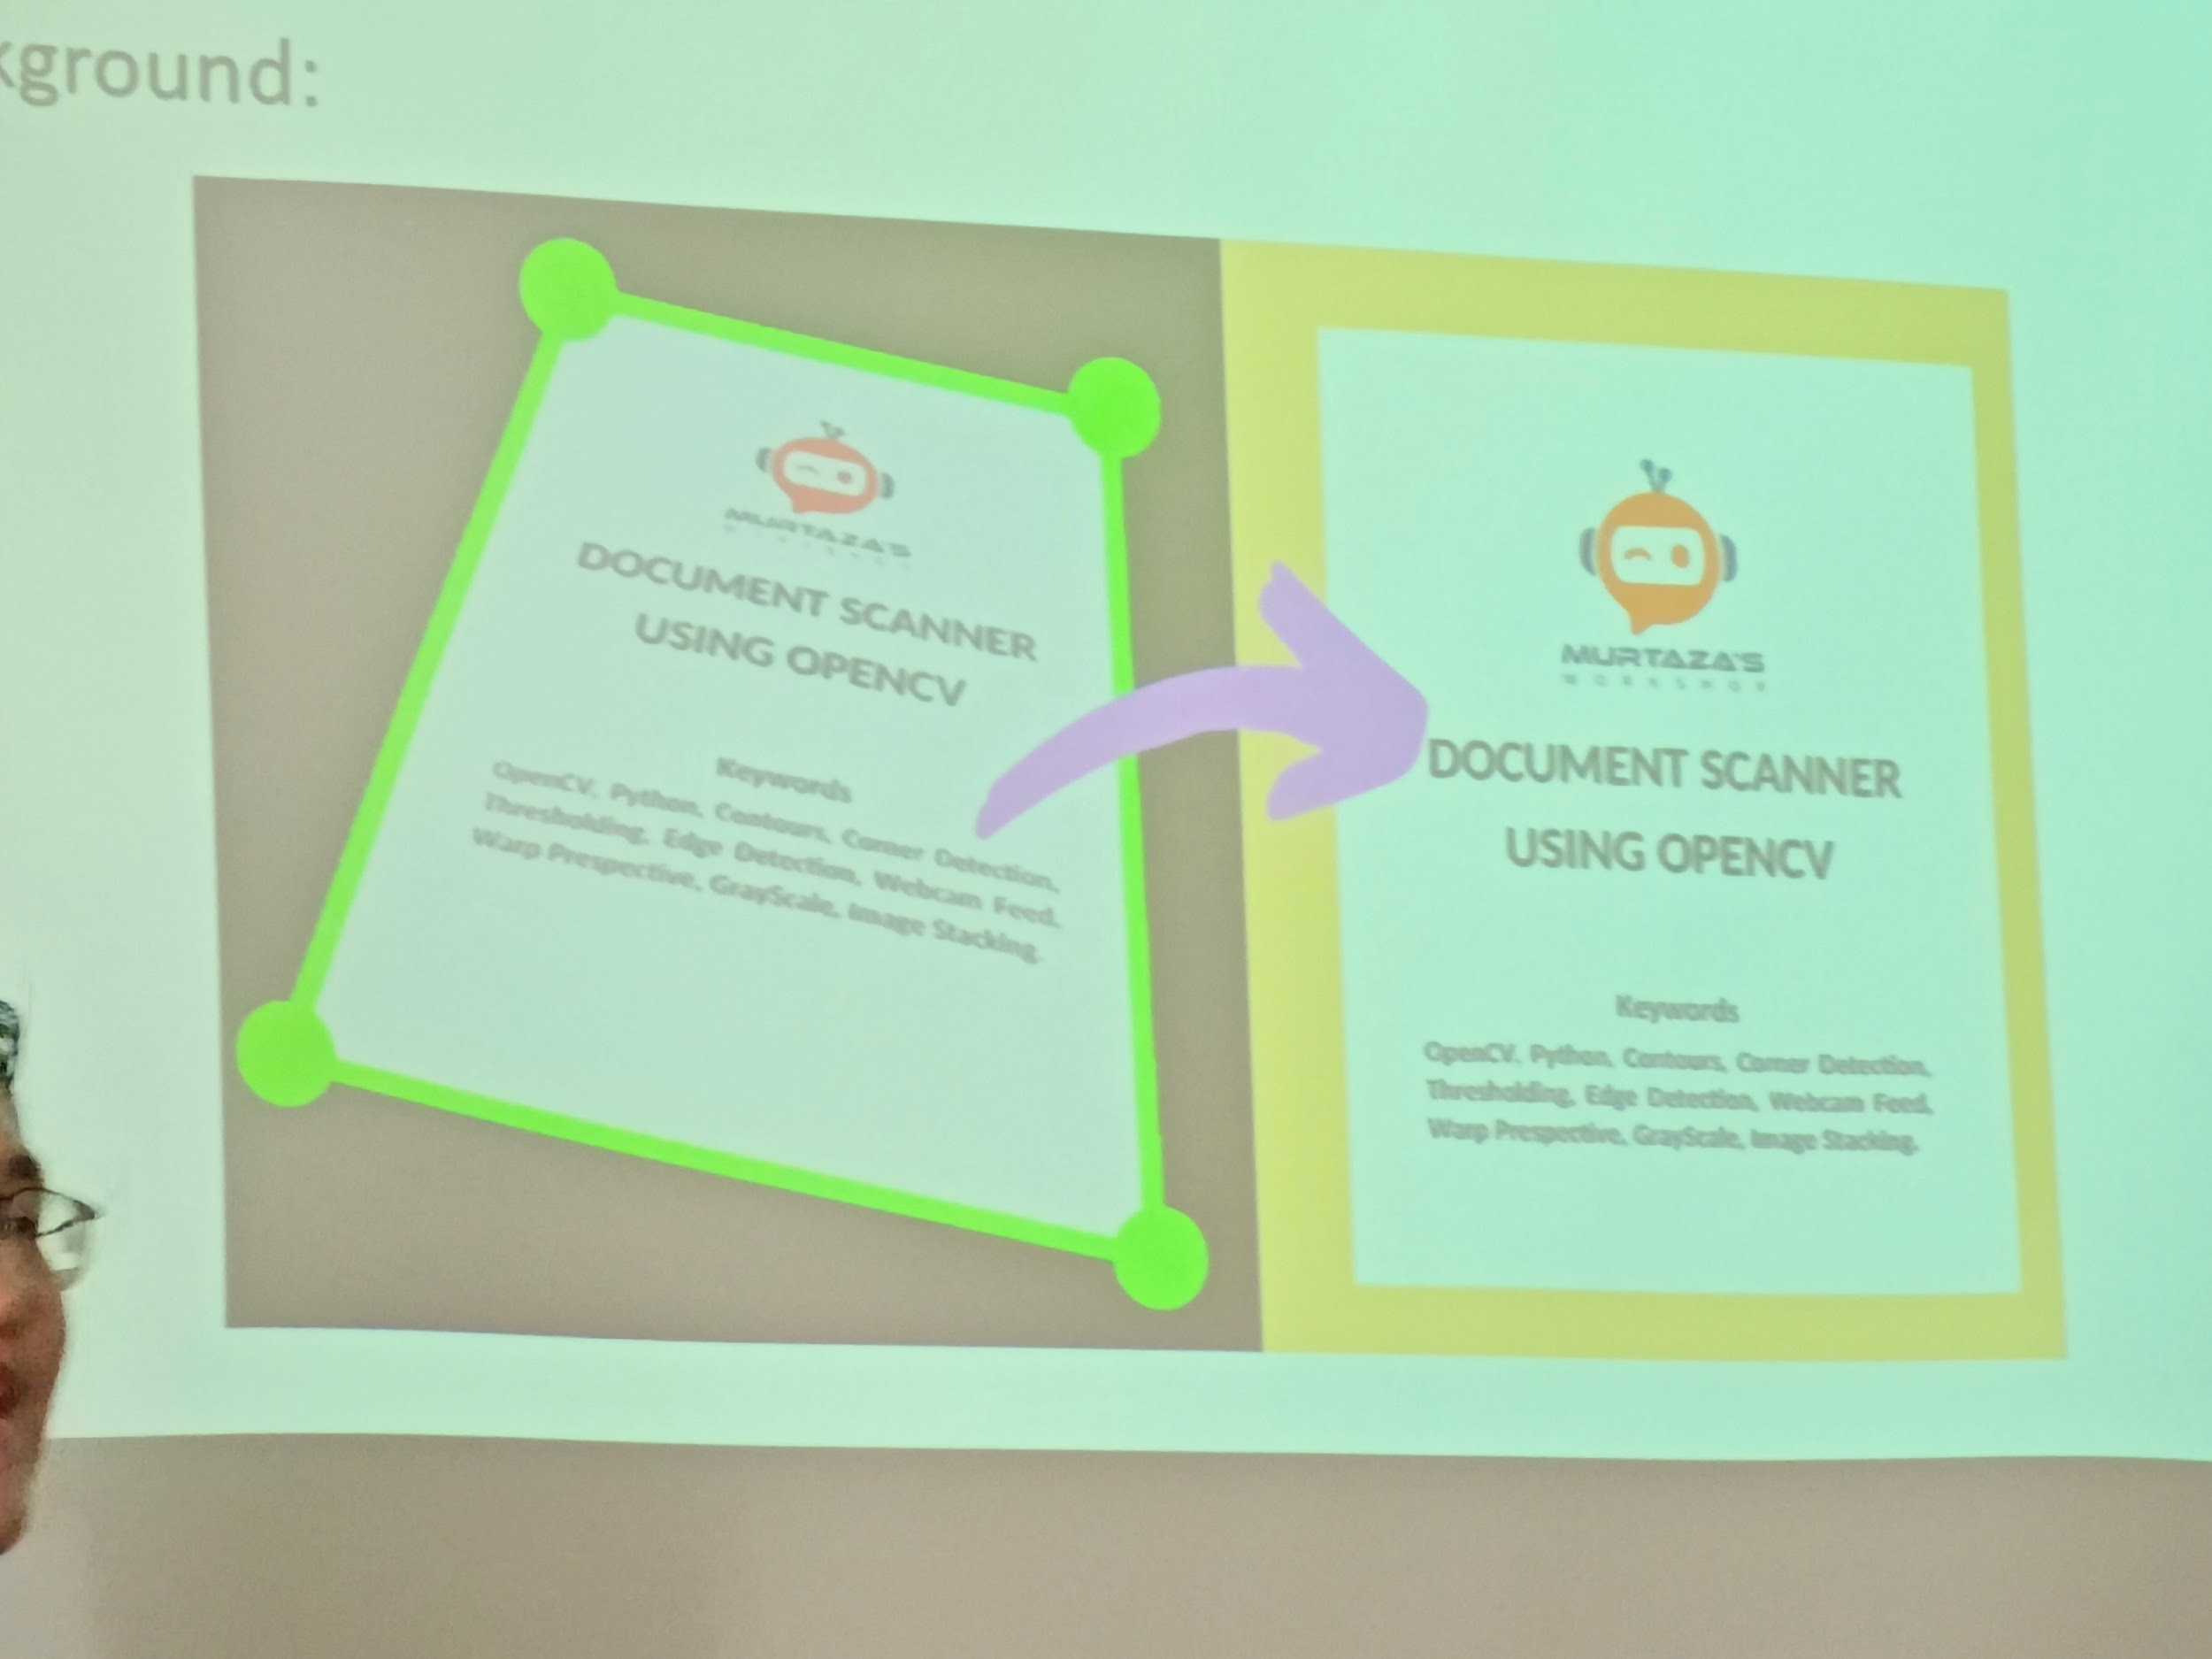 kground:
MURTAZA'S
DOCUMENT SCANNER
USING OPENCV
Keywords
OpenCV, Python, Contours, Corner Detection,
Thresholding, Edge Detection, Webcam Feed,
Warp Prespective, GrayScale, Image Stacking.
MURTAZA'S
WORKSHOP
DOCUMENT SCANNER
USING OPENCV
Keywords
OpenCV, Python, Contours, Corner Detection,
Thresholding, Edge Detection, Webcam Feed,
Warp Prespective, GrayScale, Image Stacking.